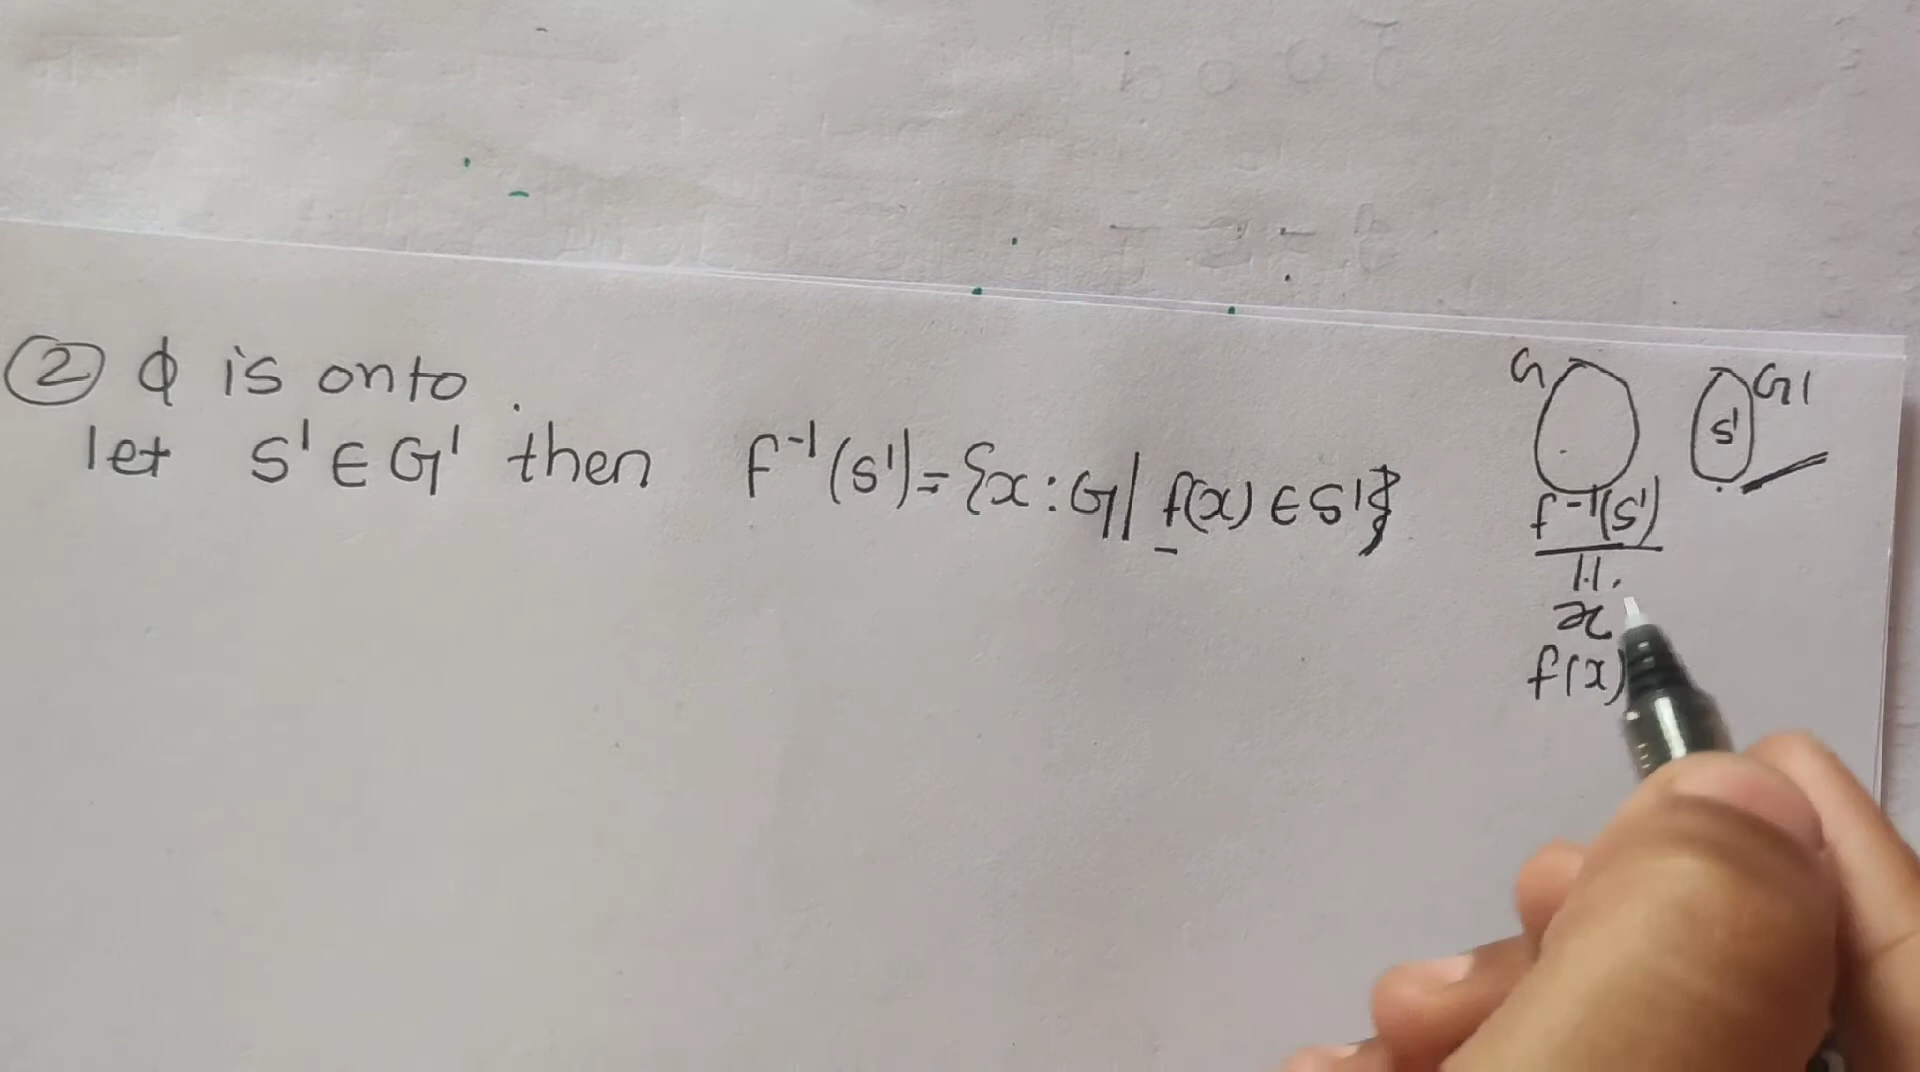 ② ϕ is onto
let S' ∈ G' then f⁻¹(S') = {x : G | f(x) ∈ S'}
G
G'
S'
f⁻¹(S')
x
f(x)